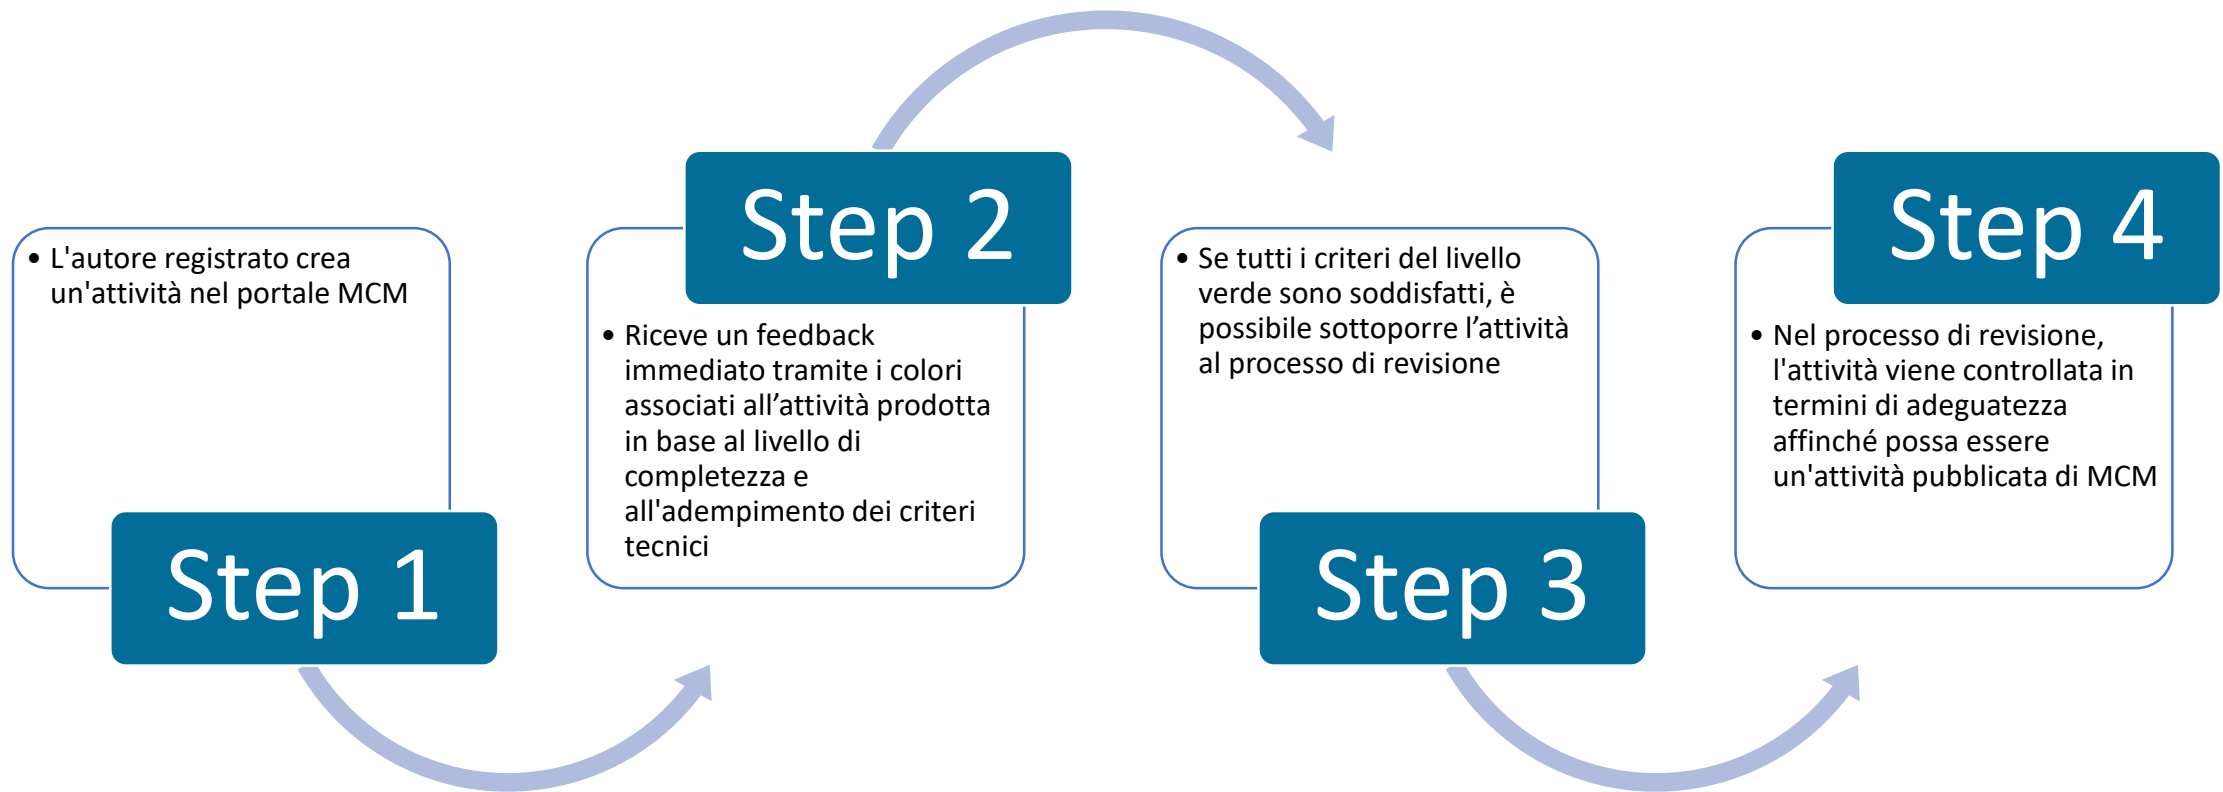 • L'autore registrato crea
un'attività nel portale MCM
Step 1
Step 2
• Riceve un feedback
immediato tramite i colori
associati all’attività prodotta
in base al livello di
completezza e
all'adempimento dei criteri
tecnici
• Se tutti i criteri del livello
verde sono soddisfatti, è
possibile sottoporre l’attività
al processo di revisione
Step 3
Step 4
• Nel processo di revisione,
l'attività viene controllata in
termini di adeguatezza
affinché possa essere
un'attività pubblicata di MCM